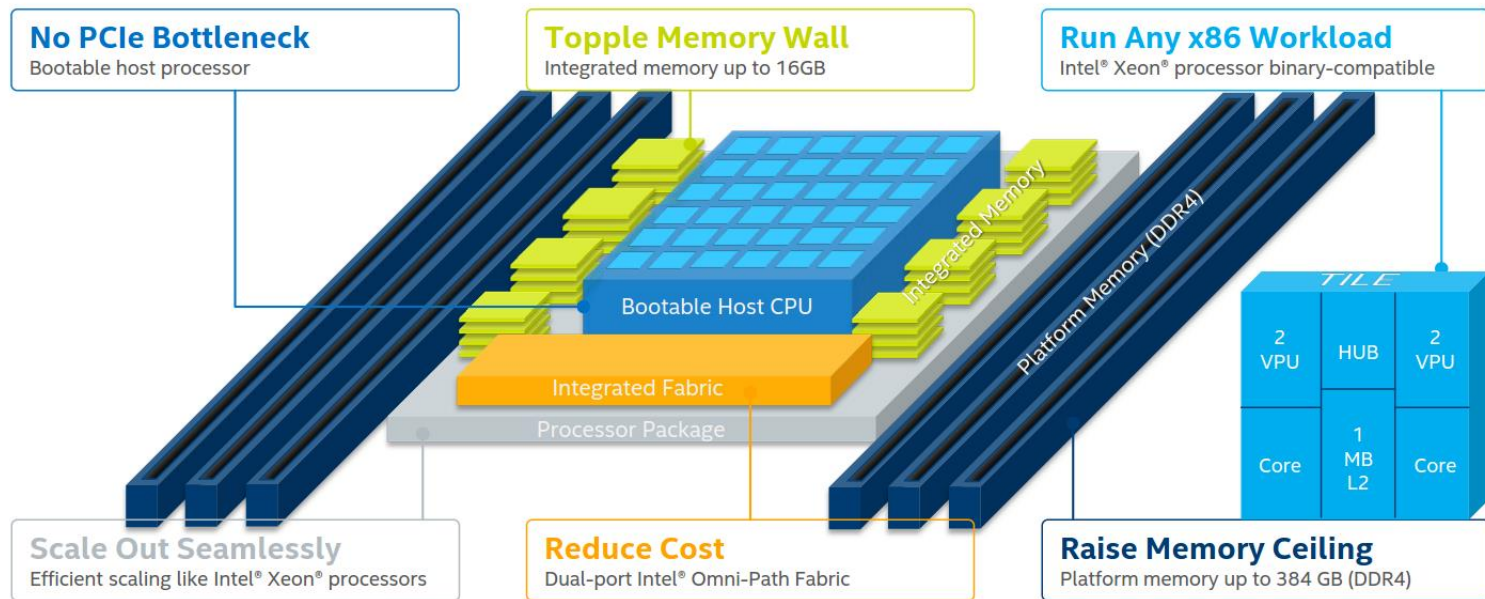 No PCIe Bottleneck
Bootable host processor
Topple Memory Wall
Integrated memory up to 16GB
Run Any x86 Workload
Intel® Xeon® processor binary-compatible
Integrated Memory
Platform Memory (DDR4)
Bootable Host CPU
Integrated Fabric
Processor Package
TILE
2
VPU
HUB
2
VPU
Core
1
MB
L2
Core
Scale Out Seamlessly
Efficient scaling like Intel® Xeon® processors
Reduce Cost
Dual-port Intel® Omni-Path Fabric
Raise Memory Ceiling
Platform memory up to 384 GB (DDR4)